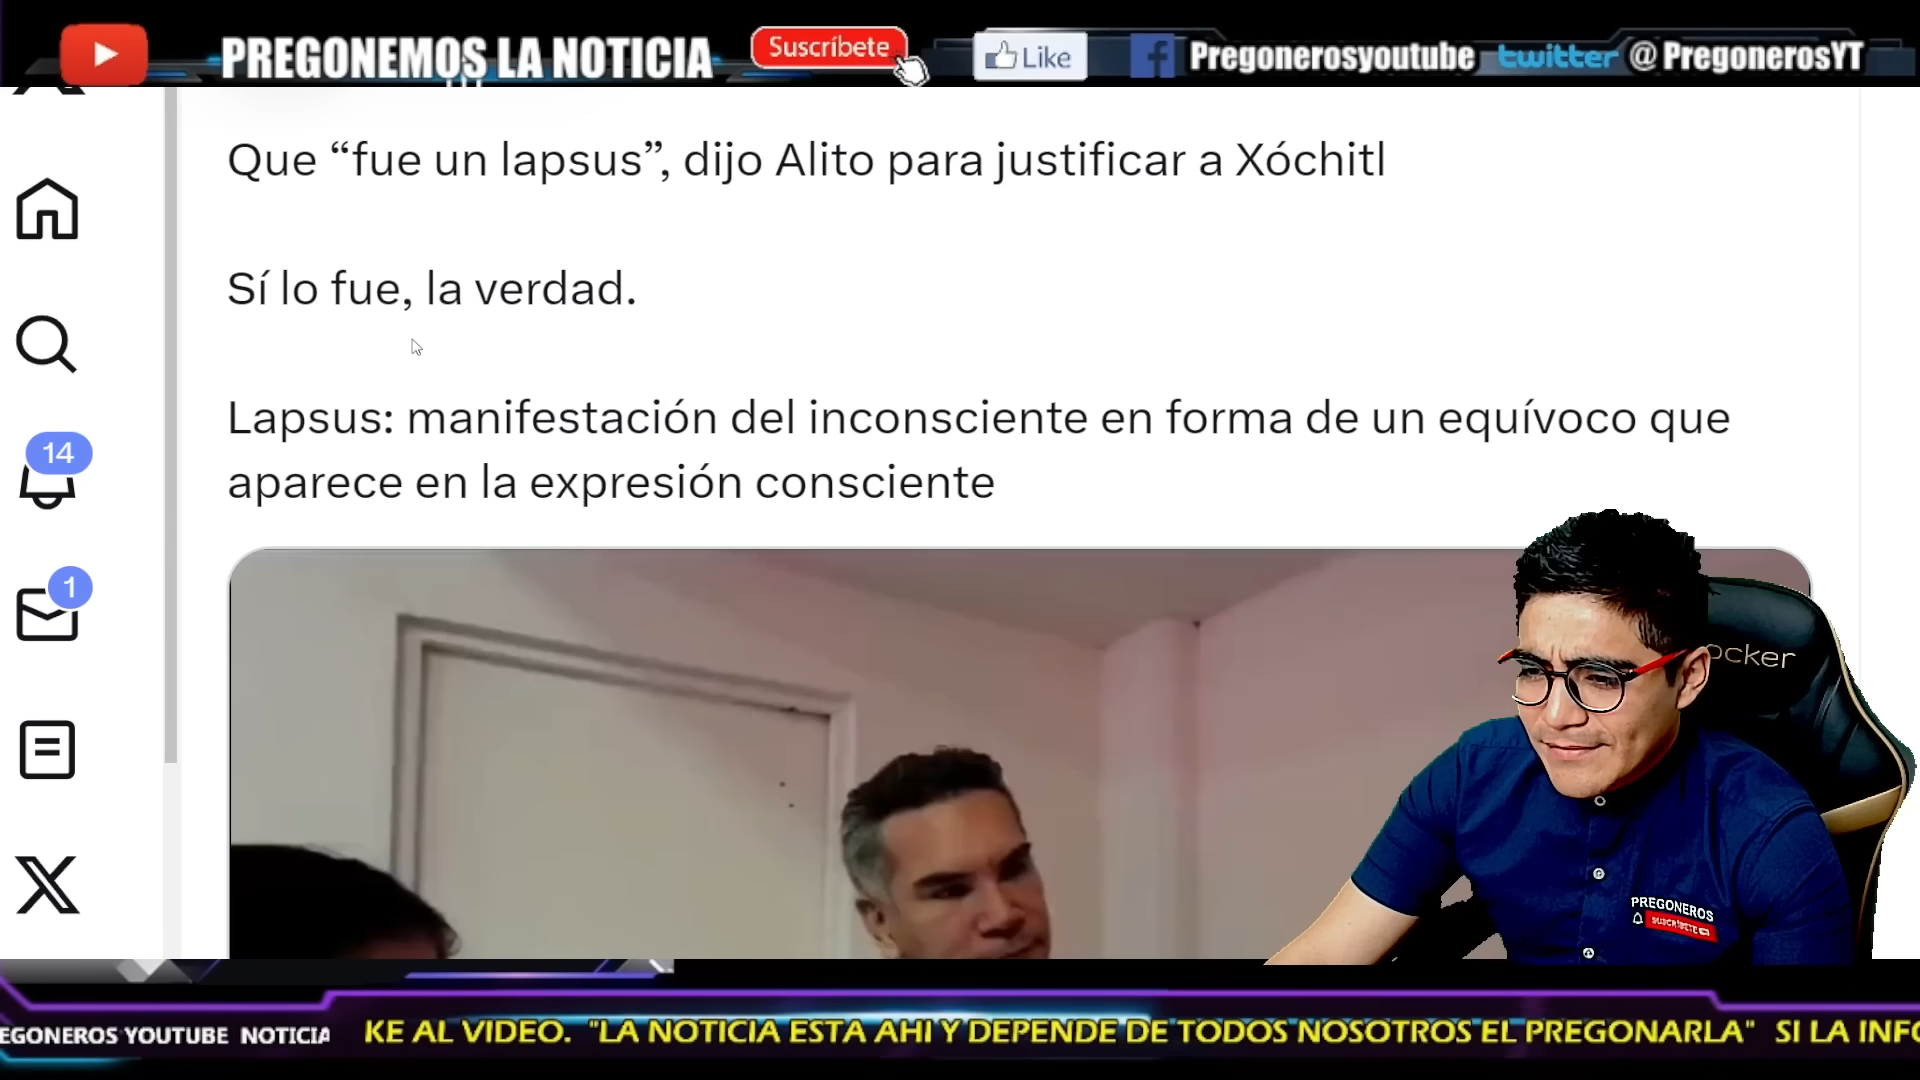 PREGONEMOS LA NOTICIA
Suscríbete
Like
Pregonerosyoutube
twitter @PregonerosYT
Que “fue un lapsus”, dijo Alito para justificar a Xóchitl
Sí lo fue, la verdad.
14
Lapsus: manifestación del inconsciente en forma de un equívoco que
aparece en la expresión consciente
1
ocker
PREGONEROS
SUSCRÍBETE
EGONEROS YOUTUBE NOTICIA
KE AL VIDEO. "LA NOTICIA ESTA AHI Y DEPENDE DE TODOS NOSOTROS EL PREGONARLA" SI LA INFO